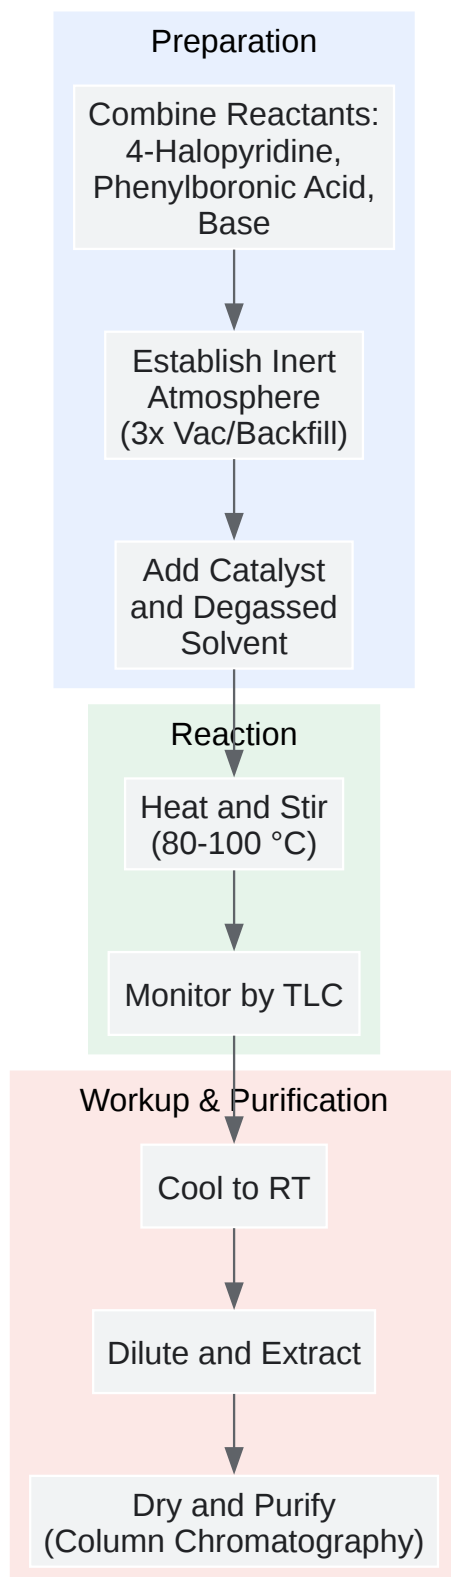 Preparation
Combine Reactants:
4-Halopyridine,
Phenylboronic Acid,
Base
Establish Inert
Atmosphere
(3x Vac/Backfill)
Add Catalyst
and Degassed
Solvent
Reaction
Heat and Stir
(80-100 °C)
Monitor by TLC
Workup & Purification
Cool to RT
Dilute and Extract
Dry and Purify
(Column Chromatography)